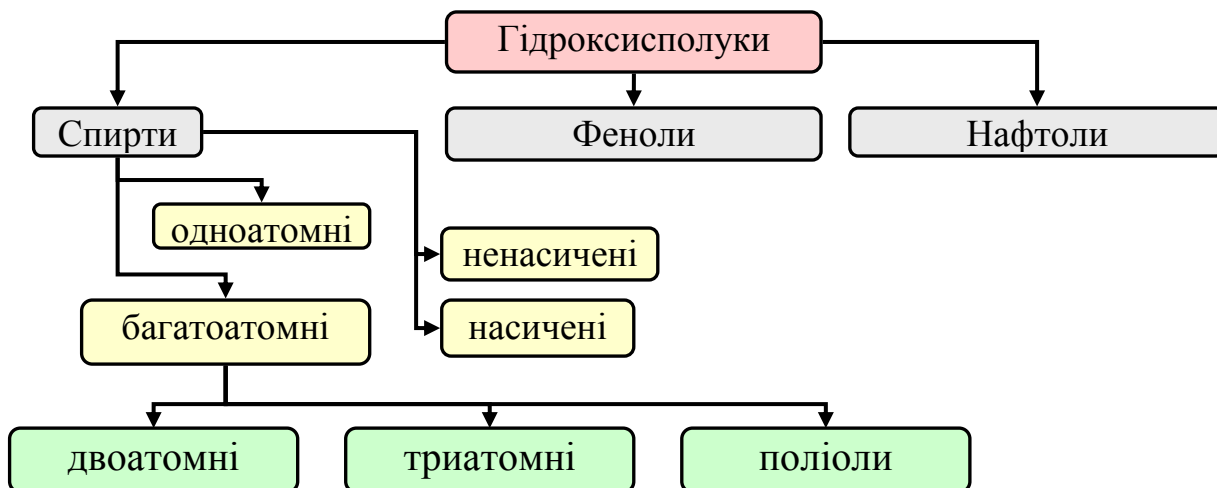 Гідроксисполуки
Спирти
Феноли
Нафтоли
одноатомні
ненасичені
багатоатомні
насичені
двоатомні
триатомні
поліоли